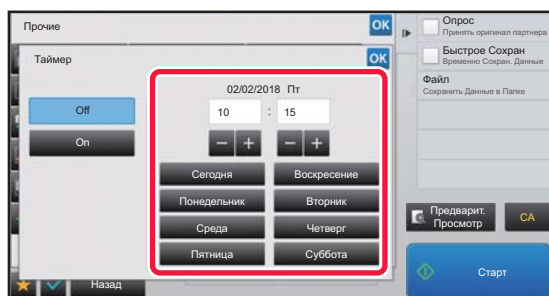 Прочие
OK
Таймер
OK
Off
On
02/02/2018 Пт
10 : 15
Сегодня
Воскресение
Понедельник
Вторник
Среда
Четверг
Пятница
Суббота
Назад
Опрос
Принять оригинал партнера
Быстрое Сохран
Временно Сохран. Данные
Файл
Сохранить Данные в Папке
Предварит.
Просмотр
CA
Старт